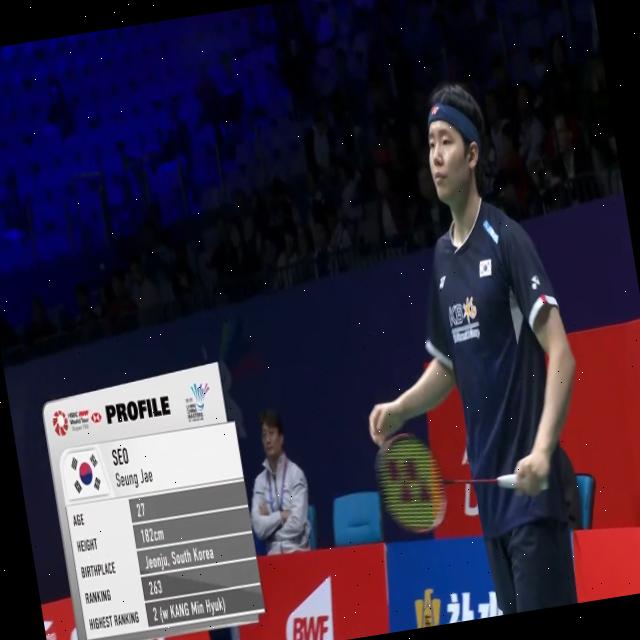 PROFILE
SEO
Seung Jae
AGE 27
HEIGHT 182cm
BIRTHPLACE Jeonju, South Korea
RANKING 263
HIGHEST RANKING 2 (w KANG Min Hyuk)
KB
BWF